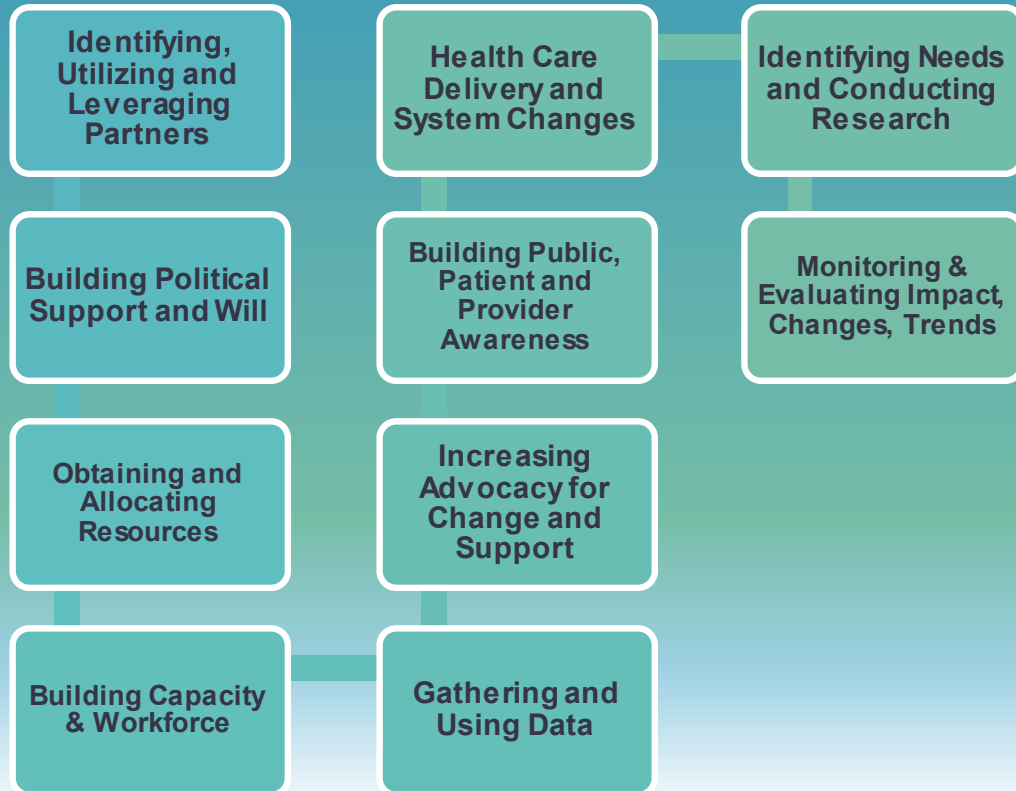 Identifying,
Utilizing and
Leveraging
Partners
Building Political
Support and Will
Obtaining and
Allocating
Resources
Building Capacity
& Workforce
Gathering and
Using Data
Increasing
Advocacy for
Change and
Support
Building Public,
Patient and
Provider
Awareness
Health Care
Delivery and
System Changes
Identifying Needs
and Conducting
Research
Monitoring &
Evaluating Impact,
Changes, Trends